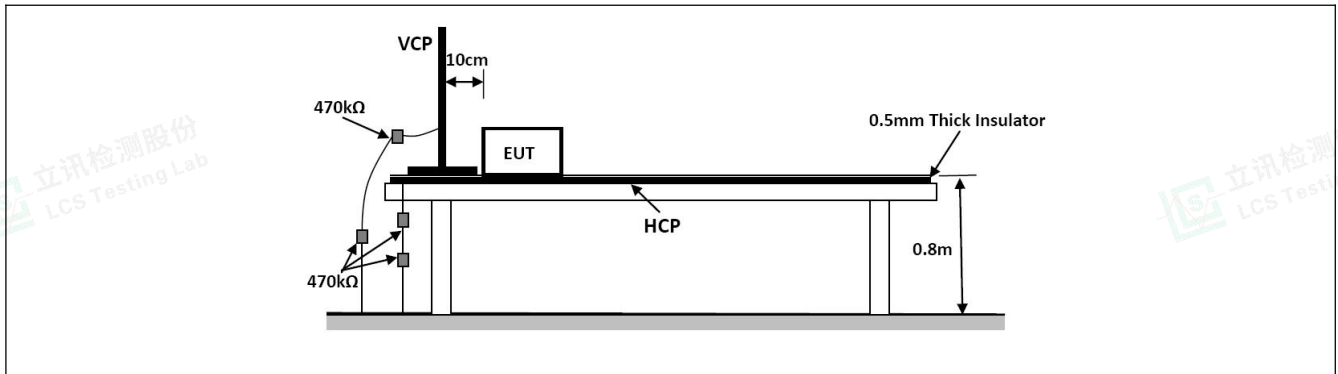 VCP
10cm
470kΩ
0.5mm Thick Insulator
EUT
HCP
0.8m
470kΩ
立讯检测股份
LCS Testing Lab
立讯检测
LCS Testi